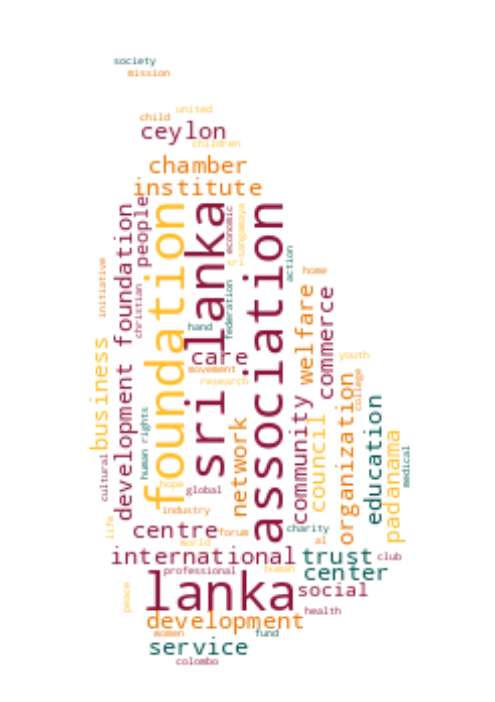 society
mission
united
child
ceylon
children
chamber
institute
people
foundation
sri lanka
association
economic
sangamaya
sri
development foundation
initiative
christian
action
home
federation
hand
welfare
commerce
care
movement
research
youth
college
business
community
council
organization
education
padanama
medical
network
human rights
cultural
hope
global
industry
life
centre
forum
charity
world
al
international
trust
club
professional
human
center
lanka
social
peace
health
development
women
fund
service
colombo